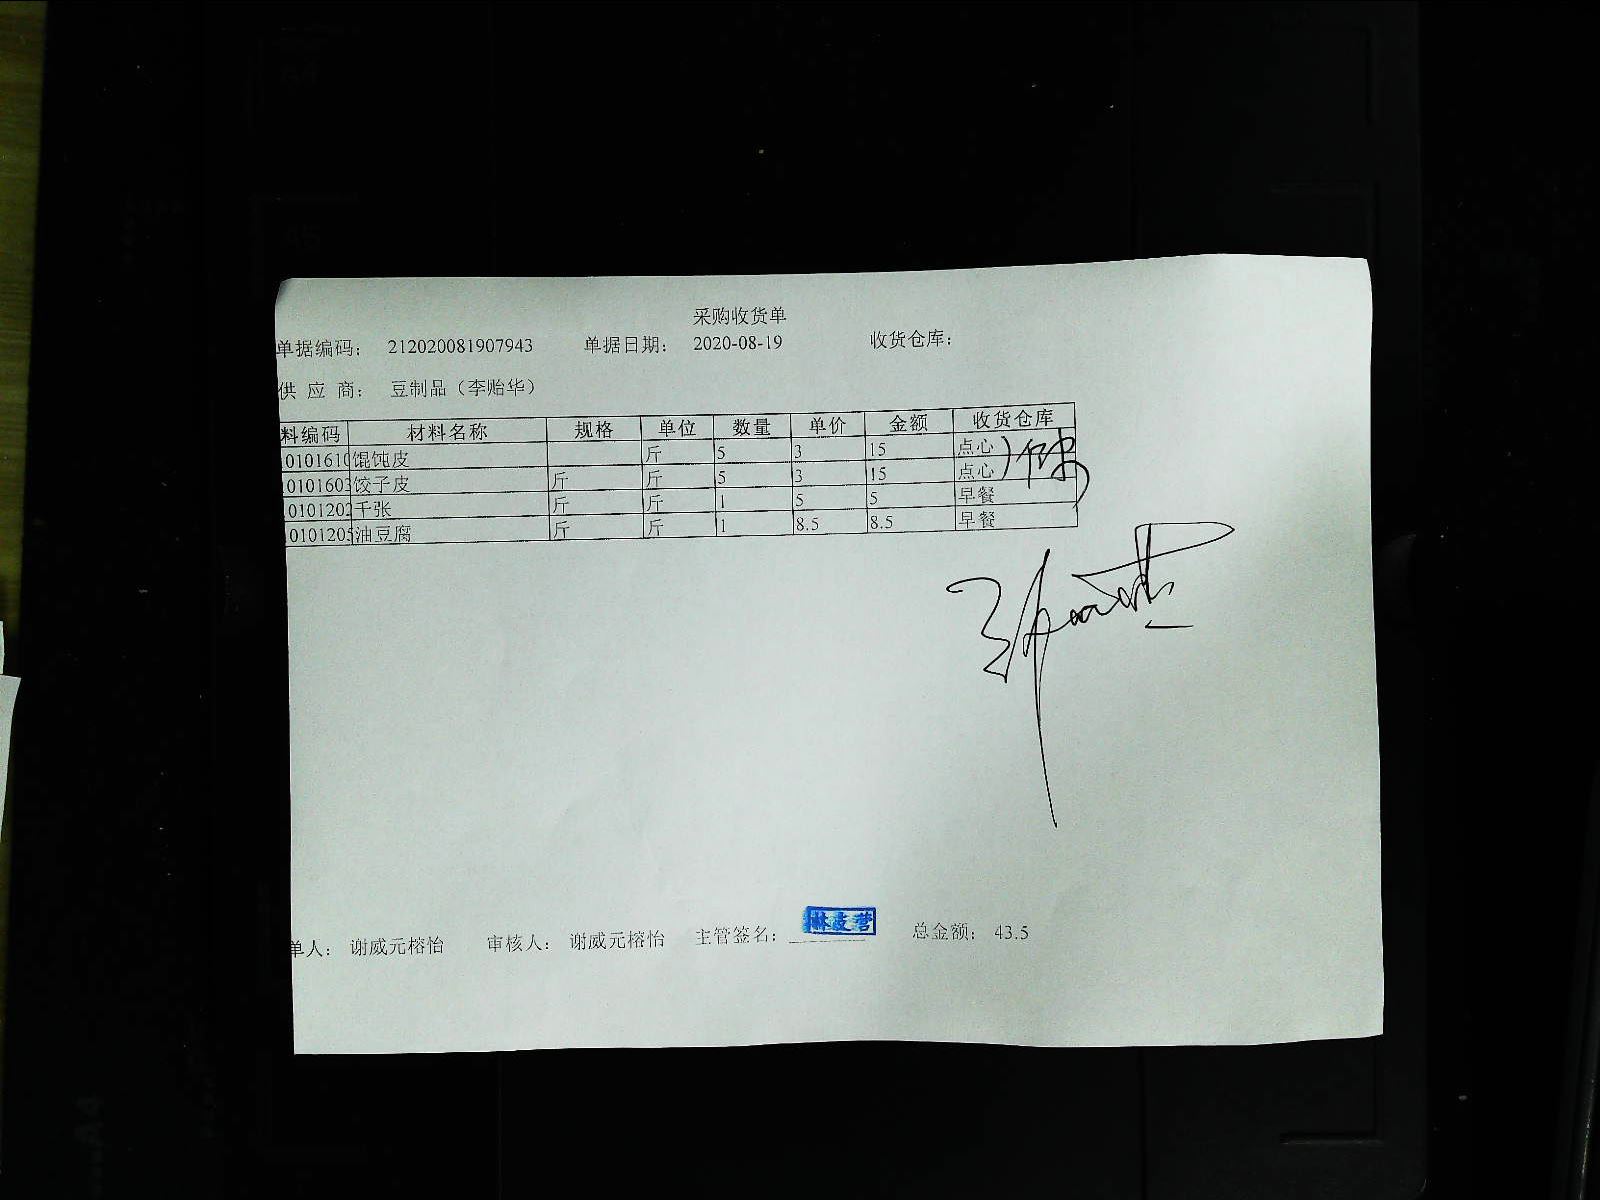 采购收货单
单据编码： 212020081907943 单据日期： 2020-08-19 收货仓库：
供 应 商： 豆制品（李贻华）
料编码 材料名称 规格 单位 数量 单价 金额 收货仓库
0101610 馄饨皮 斤 5 3 15 点心
0101603 饺子皮 斤 斤 5 3 15 点心
0101202 千张 斤 斤 1 5 5 早餐
0101205 油豆腐 斤 斤 1 8.5 8.5 早餐
单人： 谢威元榕怡 审核人： 谢威元榕怡 主管签名： 总金额： 43.5